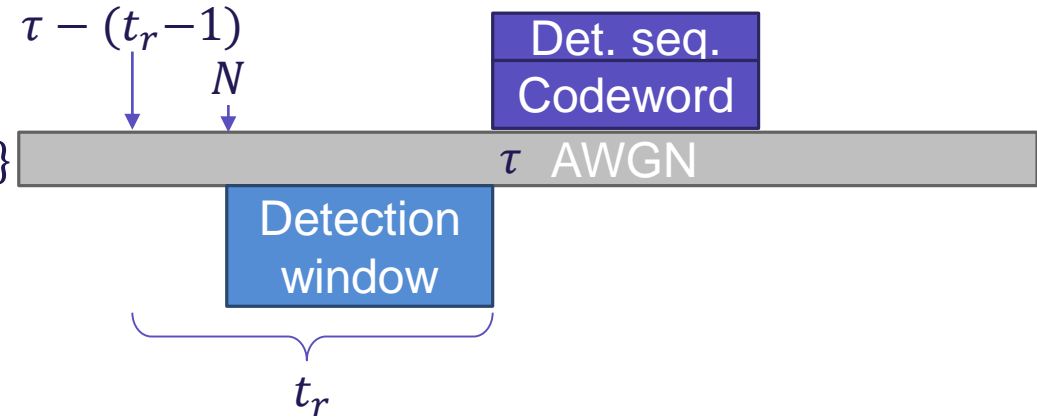 τ − (t_r−1)
N
Det. seq.
Codeword
} τ AWGN
Detection
window
t_r